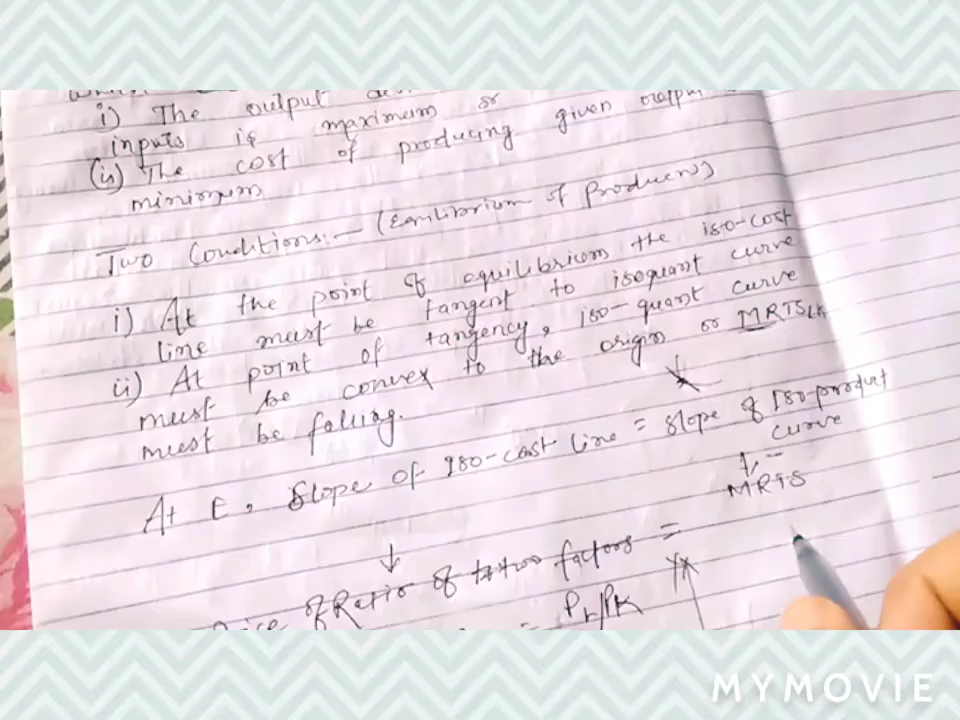 i) The output
inputs is maximum or
(ii) The cost of producing given output
minimum
Two Conditions:- (Equilibrium of Producers)
i) At the point of equilibrium the iso-cost
line must be tangent to isoquant curve
ii) At point of tangency, iso-quant curve
must be convex to the origin or MRTSLK
must be falling.
At E, Slope of iso-cost line = Slope of Iso-product
curve
MRTS
of Ratio of two factors =
= PL/PK
MYMOVIE